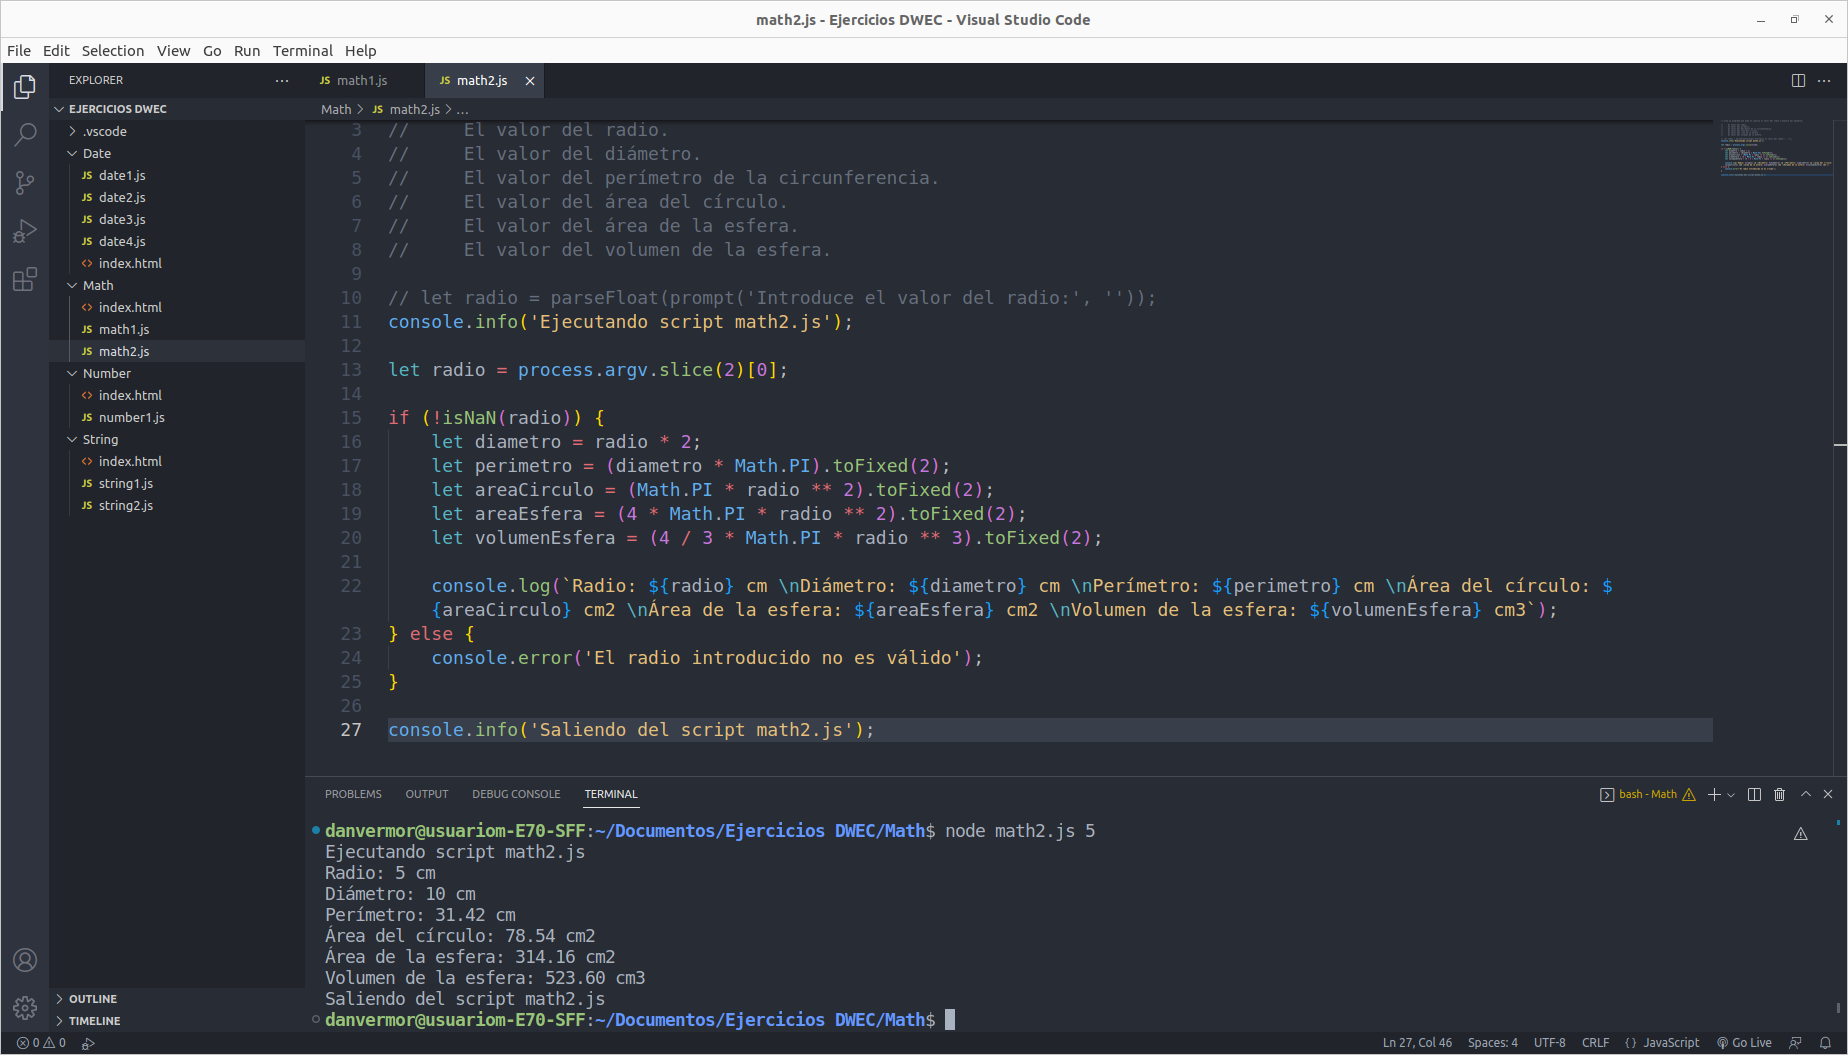 math2.js - Ejercicios DWEC - Visual Studio Code
File Edit Selection View Go Run Terminal Help
EXPLORER
EJERCICIOS DWEC
.vscode
Date
JS date1.js
JS date2.js
JS date3.js
JS date4.js
<> index.html
Math
<> index.html
JS math1.js
JS math2.js
Number
<> index.html
JS number1.js
String
<> index.html
JS string1.js
JS string2.js
OUTLINE
TIMELINE
JS math1.js JS math2.js
Math > JS math2.js > ...
3 // El valor del radio.
4 // El valor del diámetro.
5 // El valor del perímetro de la circunferencia.
6 // El valor del área del círculo.
7 // El valor del área de la esfera.
8 // El valor del volumen de la esfera.
9
10 // let radio = parseFloat(prompt('Introduce el valor del radio:', ''));
11 console.info('Ejecutando script math2.js');
12
13 let radio = process.argv.slice(2)[0];
14
15 if (!isNaN(radio)) {
16 let diametro = radio * 2;
17 let perimetro = (diametro * Math.PI).toFixed(2);
18 let areaCirculo = (Math.PI * radio ** 2).toFixed(2);
19 let areaEsfera = (4 * Math.PI * radio ** 2).toFixed(2);
20 let volumenEsfera = (4 / 3 * Math.PI * radio ** 3).toFixed(2);
21
22 console.log(`Radio: ${radio} cm \nDiámetro: ${diametro} cm \nPerímetro: ${perimetro} cm \nÁrea del círculo: $
{areaCirculo} cm2 \nÁrea de la esfera: ${areaEsfera} cm2 \nVolumen de la esfera: ${volumenEsfera} cm3`);
23 } else {
24 console.error('El radio introducido no es válido');
25 }
26
27 console.info('Saliendo del script math2.js');
PROBLEMS OUTPUT DEBUG CONSOLE TERMINAL
bash - Math
danvermor@usuariom-E70-SFF:~/Documentos/Ejercicios DWEC/Math$ node math2.js 5
Ejecutando script math2.js
Radio: 5 cm
Diámetro: 10 cm
Perímetro: 31.42 cm
Área del círculo: 78.54 cm2
Área de la esfera: 314.16 cm2
Volumen de la esfera: 523.60 cm3
Saliendo del script math2.js
danvermor@usuariom-E70-SFF:~/Documentos/Ejercicios DWEC/Math$
0 0 Ln 27, Col 46 Spaces: 4 UTF-8 CRLF {} JavaScript Go Live